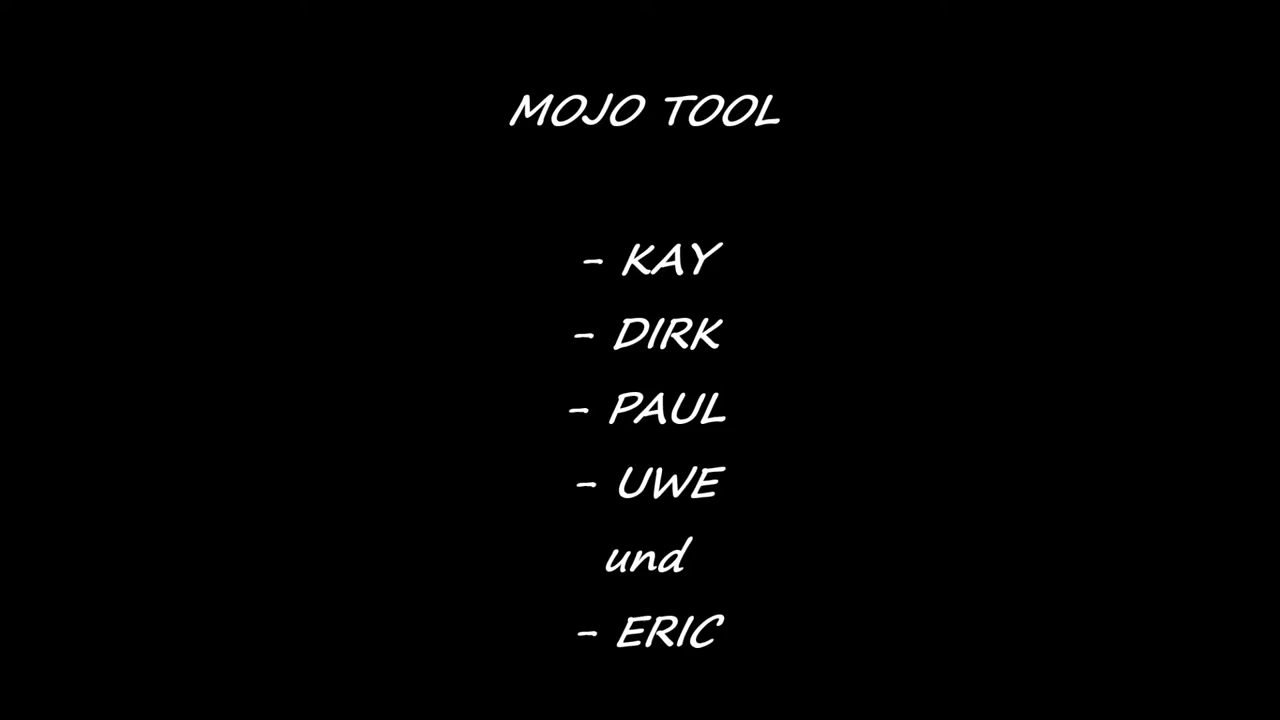 MOJO TOOL
- KAY
- DIRK
- PAUL
- UWE
und
- ERIC